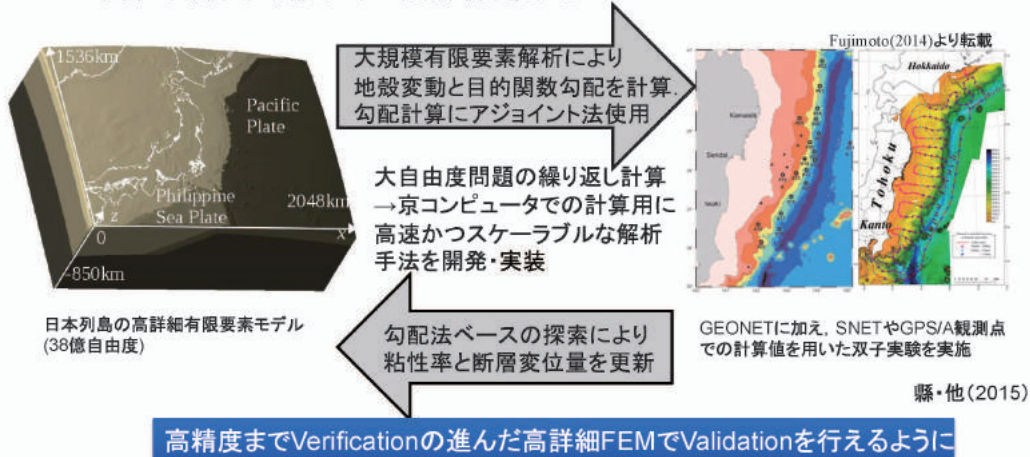 1536km
Pacific
Plate
Philippine
Sea Plate
2048km
z
x
0
-850km
日本列島の高詳細有限要素モデル
(38億自由度)
大規模有限要素解析により
地殻変動と目的関数勾配を計算.
勾配計算にアジョイント法使用
大自由度問題の繰り返し計算
→京コンピュータでの計算用に
高速かつスケーラブルな解析
手法を開発・実装
勾配法ベースの探索により
粘性率と断層変位量を更新
Fujimoto(2014)より転載
Hokkaido
Tohoku
Kanto
Kamaishi
Sendai
Iwaki
GEONETに加え, SNETやGPS/A観測点
での計算値を用いた双子実験を実施
縣・他(2015)
高精度までVerificationの進んだ高詳細FEMでValidationを行えるように